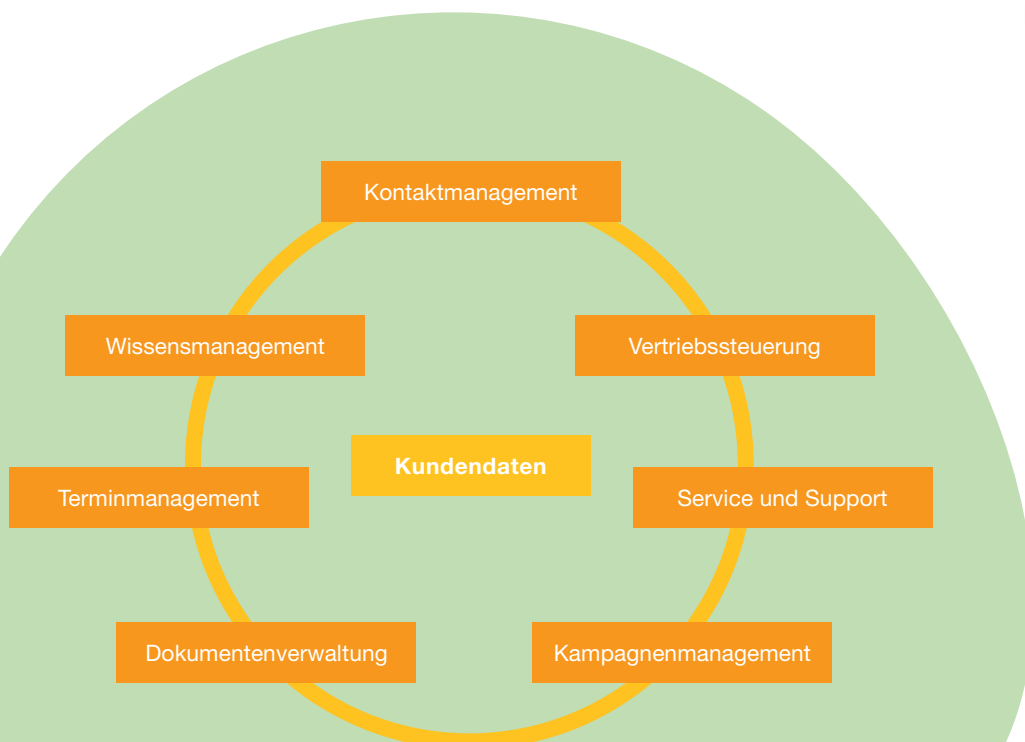 Kontaktmanagement
Wissensmanagement
Vertriebssteuerung
Kundendaten
Terminmanagement
Service und Support
Dokumentenverwaltung
Kampagnenmanagement